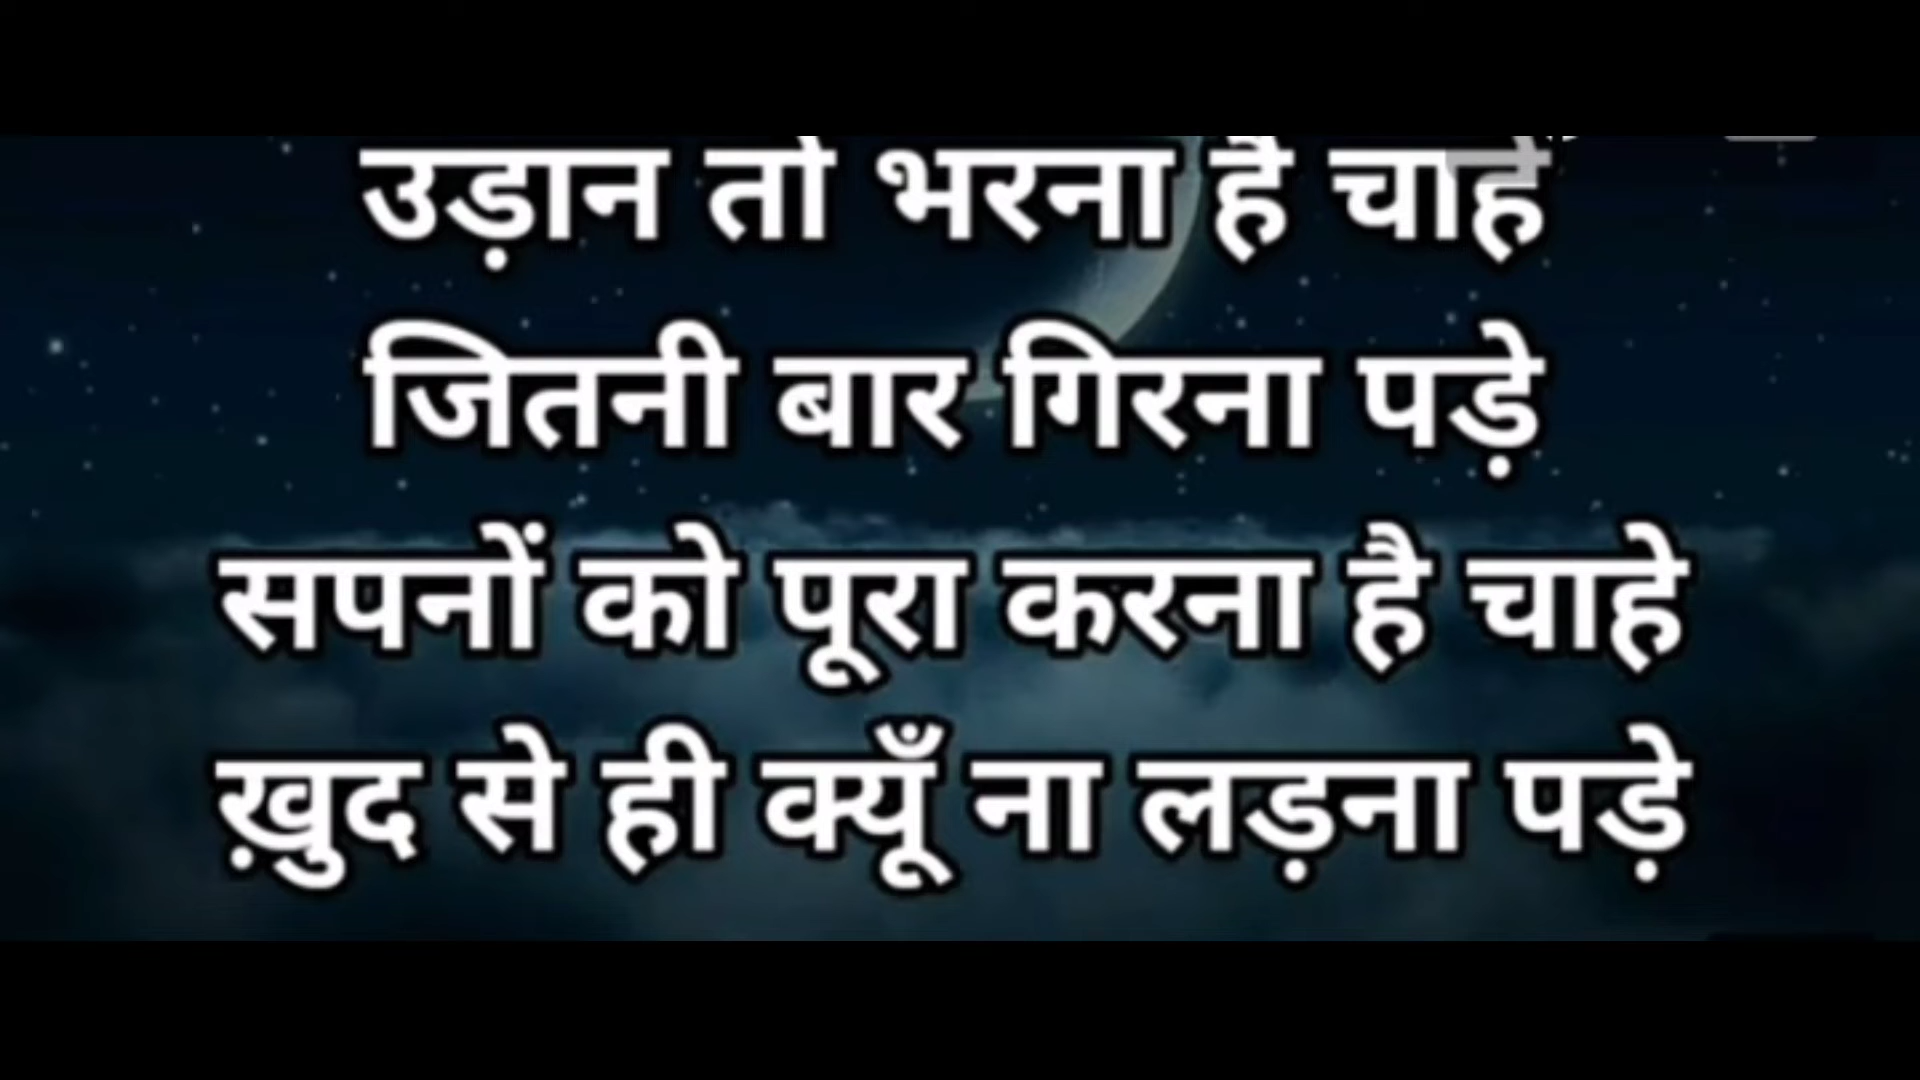 उड़ान तो भरना है चाहे
जितनी बार गिरना पड़े
सपनों को पूरा करना है चाहे
ख़ुद से ही क्यूँ ना लड़ना पड़े